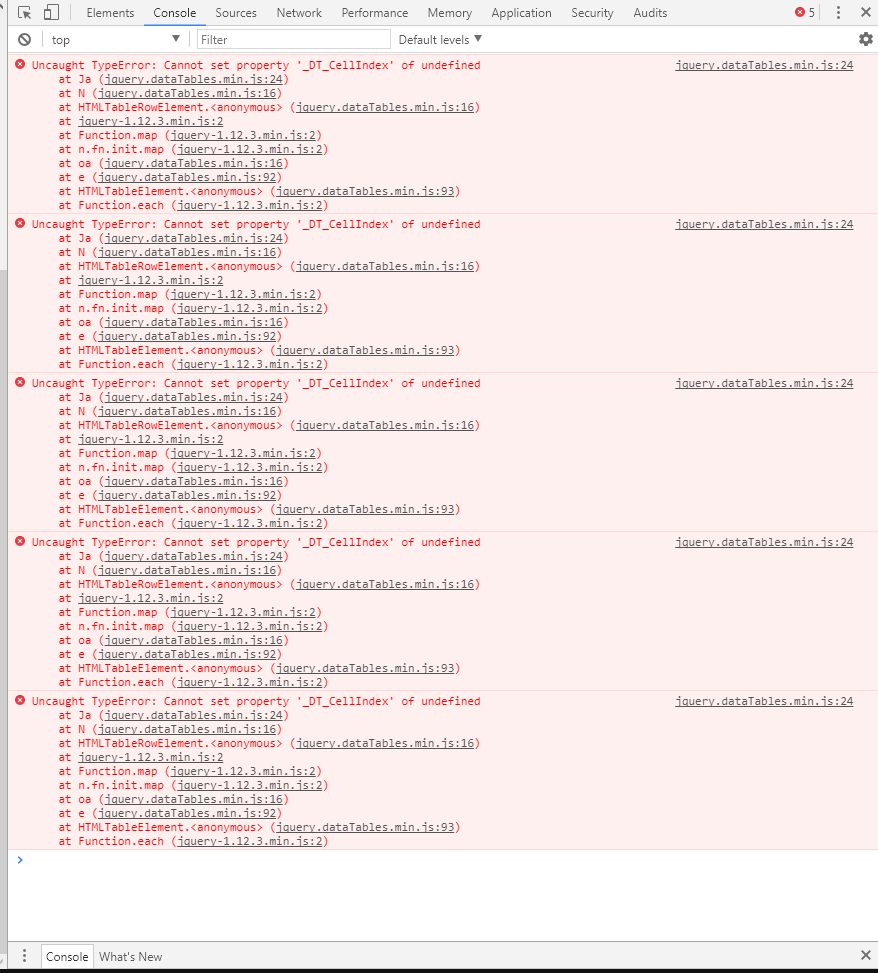 Elements Console Sources Network Performance Memory Application Security Audits 5
top Filter Default levels
Uncaught TypeError: Cannot set property '_DT_CellIndex' of undefined jquery.dataTables.min.js:24
at Ja (jquery.dataTables.min.js:24)
at N (jquery.dataTables.min.js:16)
at HTMLTableRowElement.<anonymous> (jquery.dataTables.min.js:16)
at jquery-1.12.3.min.js:2
at Function.map (jquery-1.12.3.min.js:2)
at n.fn.init.map (jquery-1.12.3.min.js:2)
at oa (jquery.dataTables.min.js:16)
at e (jquery.dataTables.min.js:92)
at HTMLTableElement.<anonymous> (jquery.dataTables.min.js:93)
at Function.each (jquery-1.12.3.min.js:2)
Uncaught TypeError: Cannot set property '_DT_CellIndex' of undefined jquery.dataTables.min.js:24
at Ja (jquery.dataTables.min.js:24)
at N (jquery.dataTables.min.js:16)
at HTMLTableRowElement.<anonymous> (jquery.dataTables.min.js:16)
at jquery-1.12.3.min.js:2
at Function.map (jquery-1.12.3.min.js:2)
at n.fn.init.map (jquery-1.12.3.min.js:2)
at oa (jquery.dataTables.min.js:16)
at e (jquery.dataTables.min.js:92)
at HTMLTableElement.<anonymous> (jquery.dataTables.min.js:93)
at Function.each (jquery-1.12.3.min.js:2)
Uncaught TypeError: Cannot set property '_DT_CellIndex' of undefined jquery.dataTables.min.js:24
at Ja (jquery.dataTables.min.js:24)
at N (jquery.dataTables.min.js:16)
at HTMLTableRowElement.<anonymous> (jquery.dataTables.min.js:16)
at jquery-1.12.3.min.js:2
at Function.map (jquery-1.12.3.min.js:2)
at n.fn.init.map (jquery-1.12.3.min.js:2)
at oa (jquery.dataTables.min.js:16)
at e (jquery.dataTables.min.js:92)
at HTMLTableElement.<anonymous> (jquery.dataTables.min.js:93)
at Function.each (jquery-1.12.3.min.js:2)
Uncaught TypeError: Cannot set property '_DT_CellIndex' of undefined jquery.dataTables.min.js:24
at Ja (jquery.dataTables.min.js:24)
at N (jquery.dataTables.min.js:16)
at HTMLTableRowElement.<anonymous> (jquery.dataTables.min.js:16)
at jquery-1.12.3.min.js:2
at Function.map (jquery-1.12.3.min.js:2)
at n.fn.init.map (jquery-1.12.3.min.js:2)
at oa (jquery.dataTables.min.js:16)
at e (jquery.dataTables.min.js:92)
at HTMLTableElement.<anonymous> (jquery.dataTables.min.js:93)
at Function.each (jquery-1.12.3.min.js:2)
Uncaught TypeError: Cannot set property '_DT_CellIndex' of undefined jquery.dataTables.min.js:24
at Ja (jquery.dataTables.min.js:24)
at N (jquery.dataTables.min.js:16)
at HTMLTableRowElement.<anonymous> (jquery.dataTables.min.js:16)
at jquery-1.12.3.min.js:2
at Function.map (jquery-1.12.3.min.js:2)
at n.fn.init.map (jquery-1.12.3.min.js:2)
at oa (jquery.dataTables.min.js:16)
at e (jquery.dataTables.min.js:92)
at HTMLTableElement.<anonymous> (jquery.dataTables.min.js:93)
at Function.each (jquery-1.12.3.min.js:2)
Console What's New